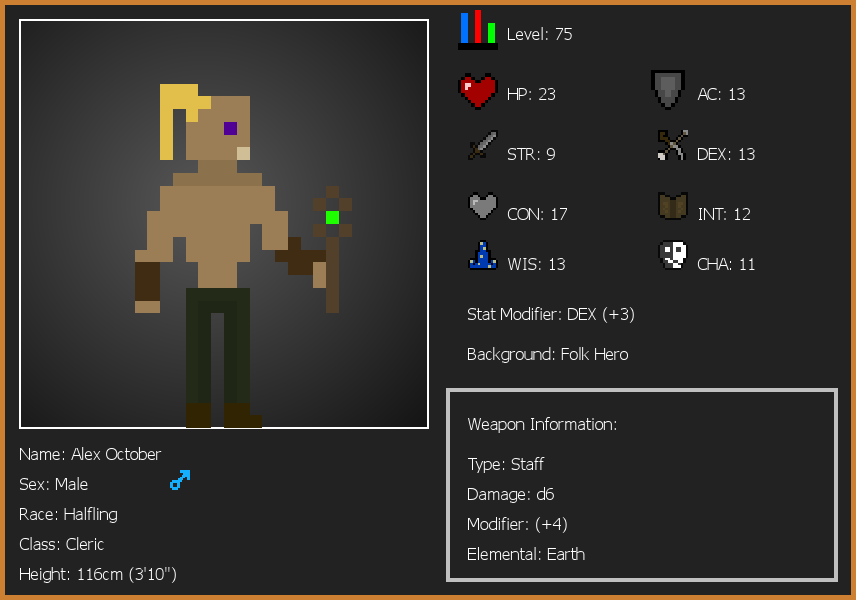 Level: 75
HP: 23
AC: 13
STR: 9
DEX: 13
CON: 17
INT: 12
WIS: 13
CHA: 11
Stat Modifier: DEX (+3)
Background: Folk Hero
Weapon Information:
Type: Staff
Damage: d6
Modifier: (+4)
Elemental: Earth
Name: Alex October
Sex: Male
Race: Halfling
Class: Cleric
Height: 116cm (3'10")